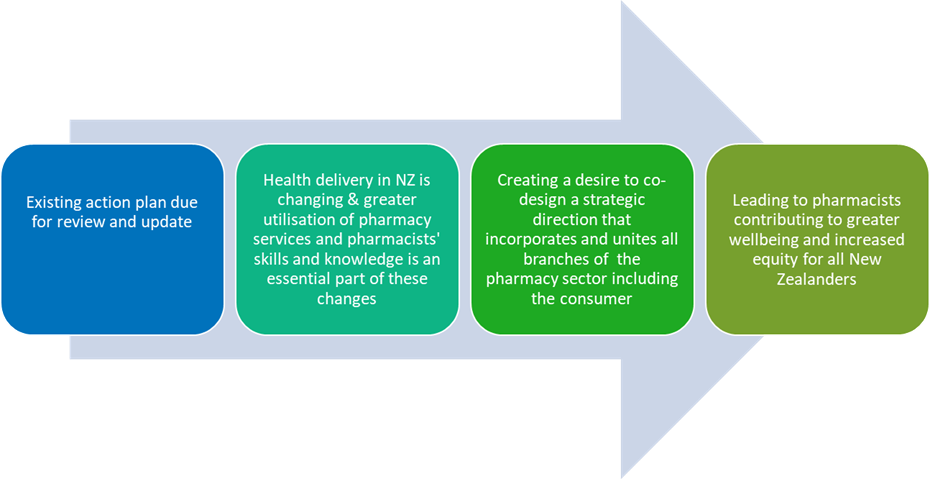 Existing action plan due
for review and update
Health delivery in NZ is
changing & greater
utilisation of pharmacy
services and pharmacists'
skills and knowledge is an
essential part of these
changes
Creating a desire to co-
design a strategic
direction that
incorporates and unites all
branches of  the
pharmacy sector including
the consumer
Leading to pharmacists
contributing to greater
wellbeing and increased
equity for all New
Zealanders